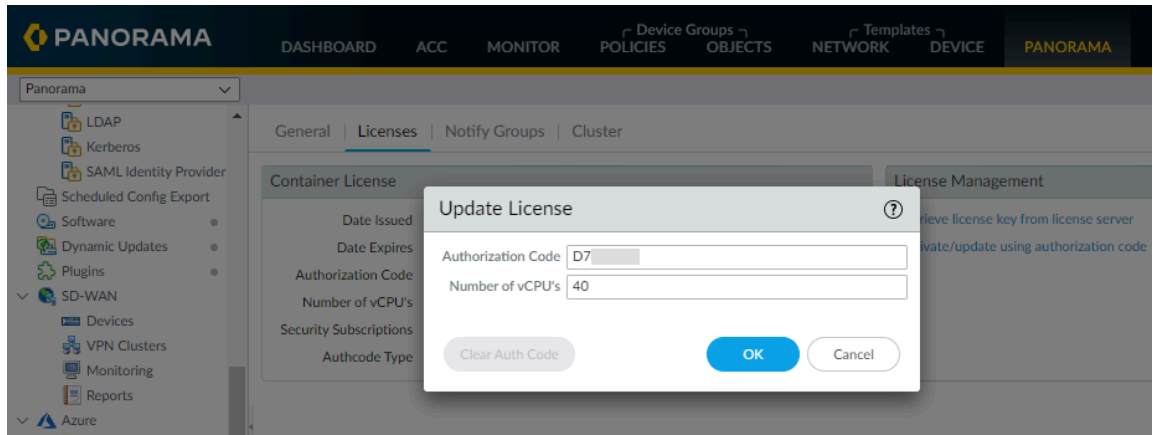 PANORAMA
Device Groups
Templates
DASHBOARD ACC MONITOR POLICIES OBJECTS NETWORK DEVICE PANORAMA
Panorama
LDAP
Kerberos
SAML Identity Provider
Scheduled Config Export
Software
Dynamic Updates
Plugins
SD-WAN
Devices
VPN Clusters
Monitoring
Reports
Azure
General | Licenses | Notify Groups | Cluster
Container License
Date Issued
Date Expires
Authorization Code
Number of vCPU's
Security Subscriptions
Authcode Type
License Management
license key from license server
using authorization code
Update License
?
Authorization Code D7
Number of vCPU's 40
Clear Auth Code OK Cancel